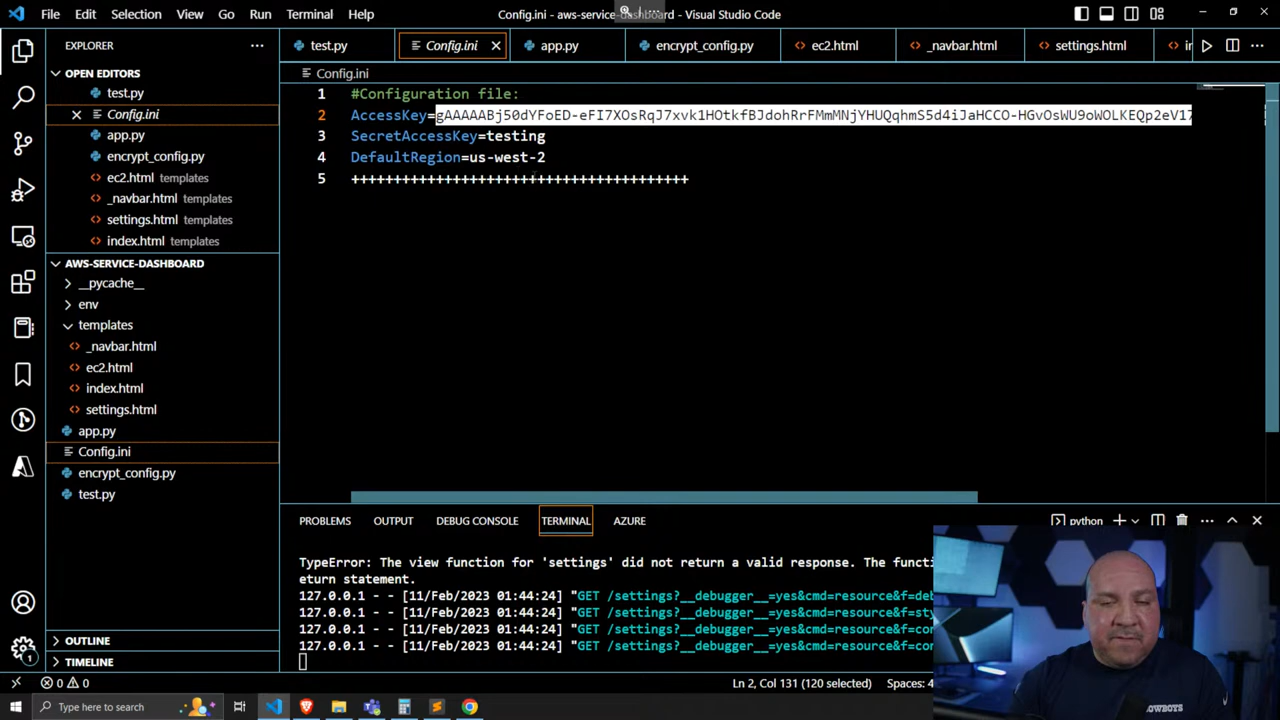 File Edit Selection View Go Run Terminal Help
Config.ini - aws-service-dashboard - Visual Studio Code
EXPLORER
test.py
Config.ini
app.py
encrypt_config.py
ec2.html
_navbar.html
settings.html
OPEN EDITORS
test.py
Config.ini
app.py
encrypt_config.py
ec2.html templates
_navbar.html templates
settings.html templates
index.html templates
AWS-SERVICE-DASHBOARD
__pycache__
env
templates
_navbar.html
ec2.html
index.html
settings.html
app.py
Config.ini
encrypt_config.py
test.py
OUTLINE
TIMELINE
Config.ini
1 #Configuration file:
2 AccessKey=gAAAAABj50dYFoED-eFI7XOsRqJ7xvk1HOtkfBJdohRrFMmMNjYHUQqhmS5d4iJaHCCO-HGvOsWU9oWOLKEQp2eV17
3 SecretAccessKey=testing
4 DefaultRegion=us-west-2
5 +++++++++++++++++++++++++++++++++++++++
PROBLEMS OUTPUT DEBUG CONSOLE TERMINAL AZURE
python
TypeError: The view function for 'settings' did not return a valid response. The functi
eturn statement.
127.0.0.1 - - [11/Feb/2023 01:44:24] "GET /settings?__debugger__=yes&cmd=resource&f=deb
127.0.0.1 - - [11/Feb/2023 01:44:24] "GET /settings?__debugger__=yes&cmd=resource&f=sty
127.0.0.1 - - [11/Feb/2023 01:44:24] "GET /settings?__debugger__=yes&cmd=resource&f=con
127.0.0.1 - - [11/Feb/2023 01:44:24] "GET /settings?__debugger__=yes&cmd=resource&f=con
1
0 0
Ln 2, Col 131 (120 selected) Spaces: 4
Type here to search
COWBOYS